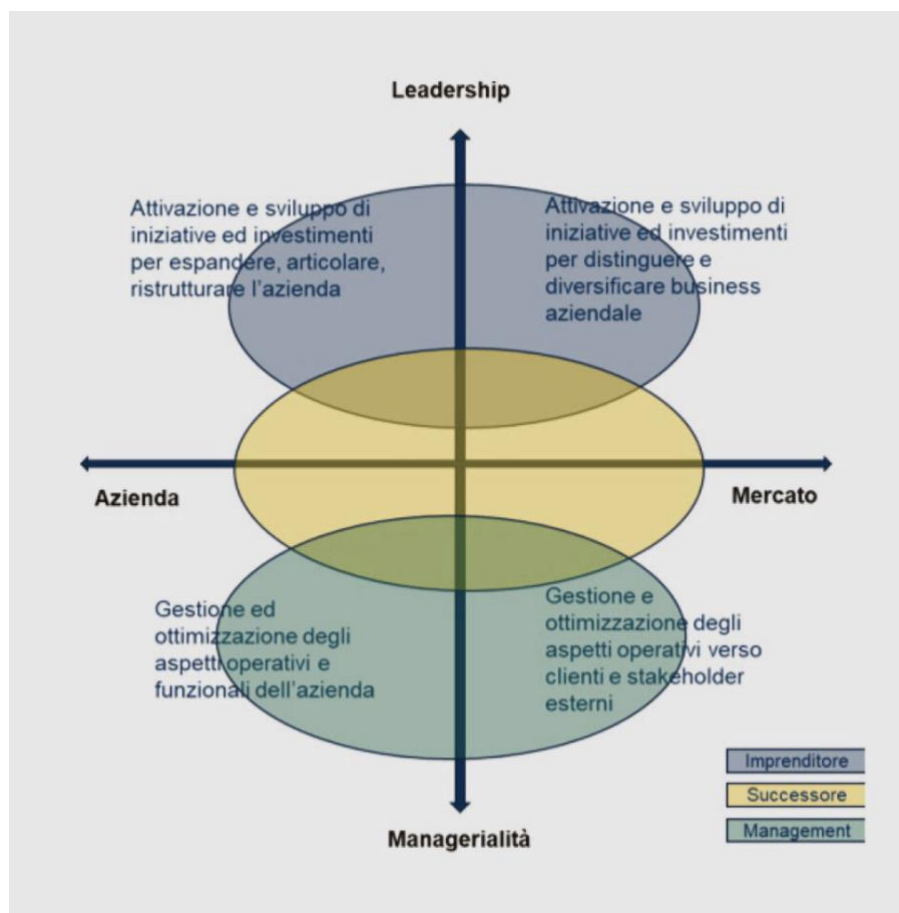 Leadership
Attivazione e sviluppo di
iniziative ed investimenti
per espandere, articolare,
ristrutturare l'azienda
Attivazione e sviluppo di
iniziative ed investimenti
per distinguere e
diversificare business
aziendale
Azienda
Mercato
Gestione ed
ottimizzazione degli
aspetti operativi e
funzionali dell'azienda
Gestione e
ottimizzazione degli
aspetti operativi verso
clienti e stakeholder
esterni
Imprenditore
Successore
Management
Managerialità